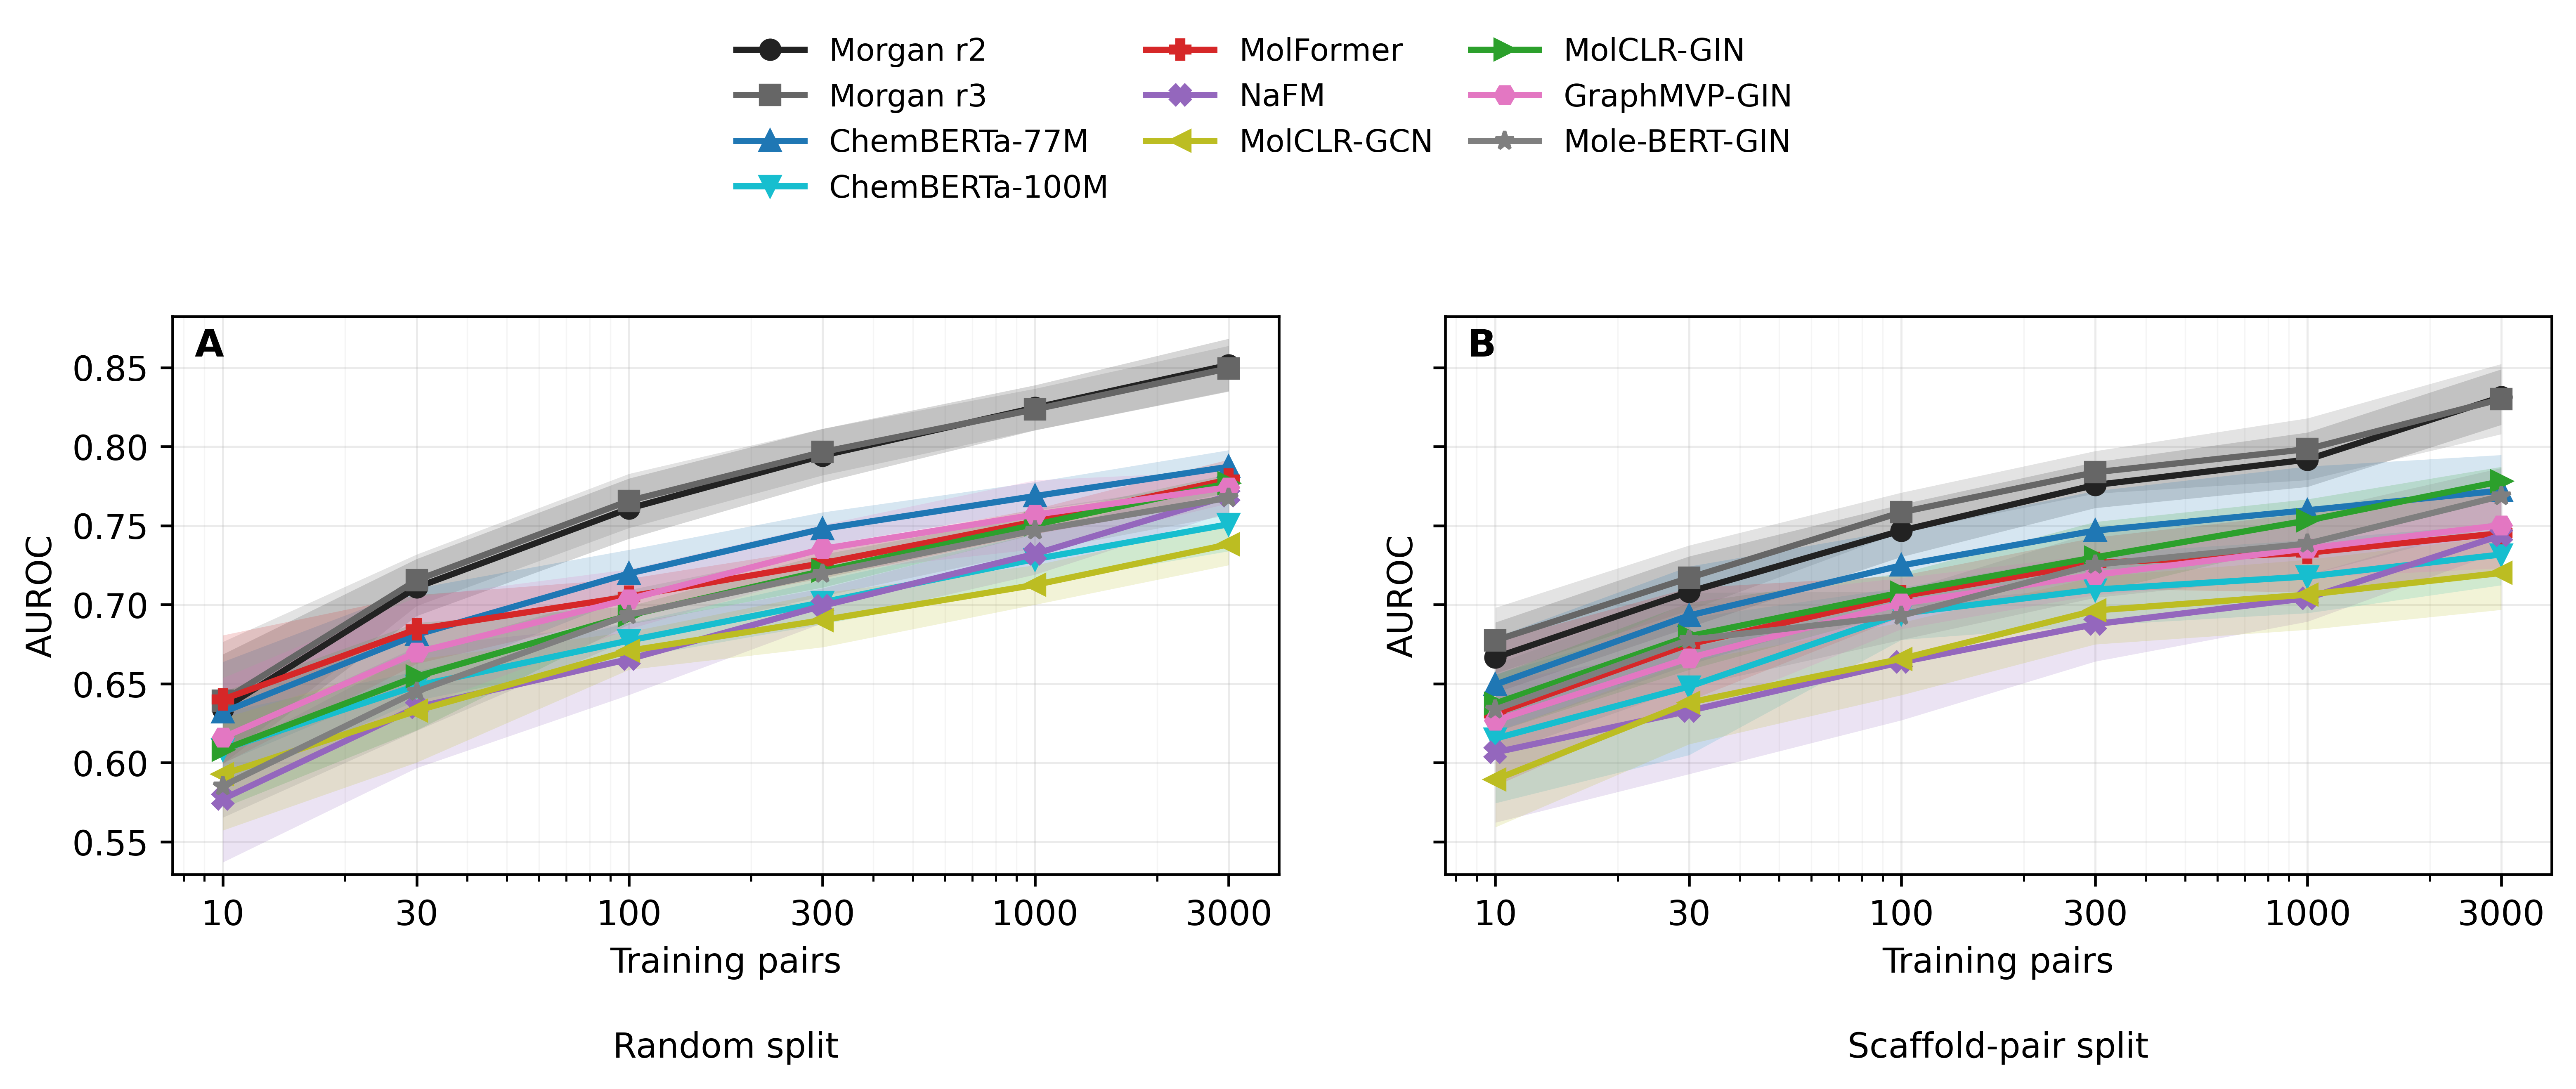 Morgan r2
Morgan r3
ChemBERTa-77M
ChemBERTa-100M
MolFormer
NaFM
MolCLR-GCN
MolCLR-GIN
GraphMVP-GIN
Mole-BERT-GIN
A
AUROC
0.85
0.80
0.75
0.70
0.65
0.60
0.55
10 30 100 300 1000 3000
Training pairs
Random split
B
AUROC
10 30 100 300 1000 3000
Training pairs
Scaffold-pair split